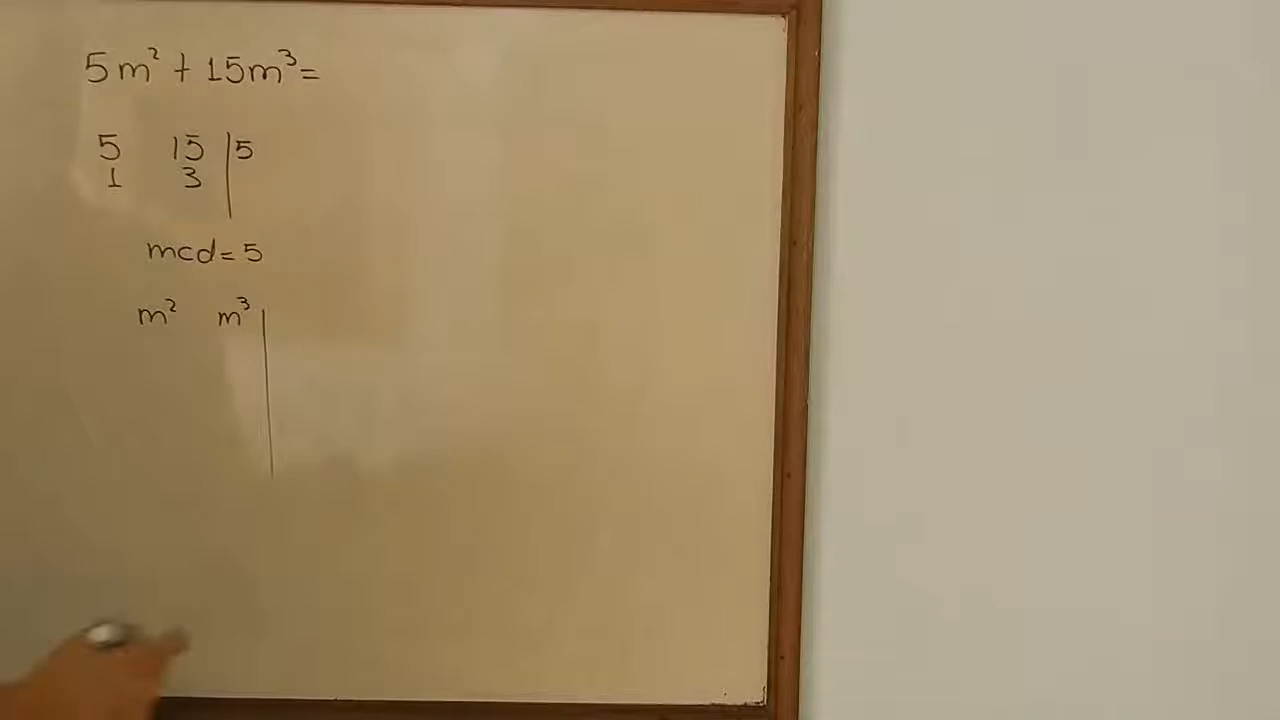 5m² + 15m³=
5 15 | 5
1 3 |
mcd= 5
m² m³ |